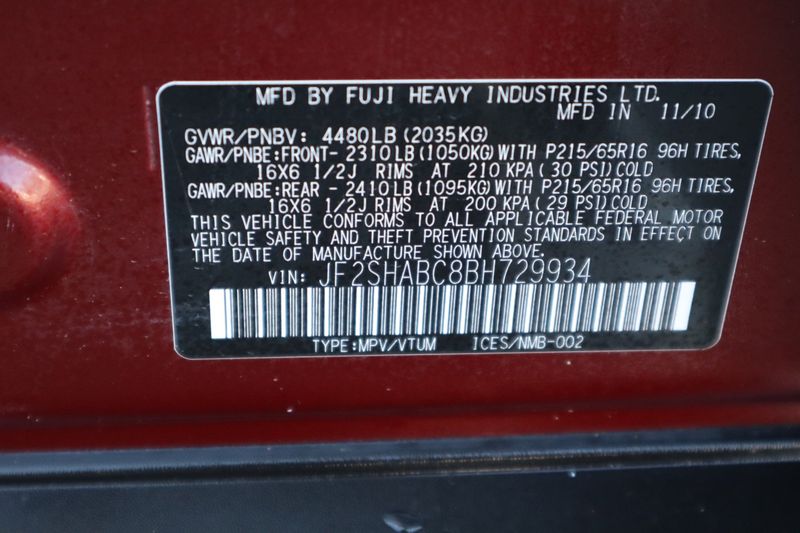 MFD BY FUJI HEAVY INDUSTRIES LTD.
MFD IN 11/10
GVWR/PNBV: 4480LB (2035KG)
GAWR/PNBE:FRONT- 2310LB (1050KG) WITH P215/65R16 96H TIRES,
16X6 1/2J RIMS AT 210 KPA (30 PSI) COLD
GAWR/PNBE:REAR - 2410LB (1095KG) WITH P215/65R16 96H TIRES,
16X6 1/2J RIMS AT 200 KPA (29 PSI) COLD
THIS VEHICLE CONFORMS TO ALL APPLICABLE FEDERAL MOTOR
VEHICLE SAFETY AND THEFT PREVENTION STANDARDS IN EFFECT ON
THE DATE OF MANUFACTURE SHOWN ABOVE.
VIN: JF2SHABC8BH729934
TYPE:MPV/VTUM ICES/NMB-002